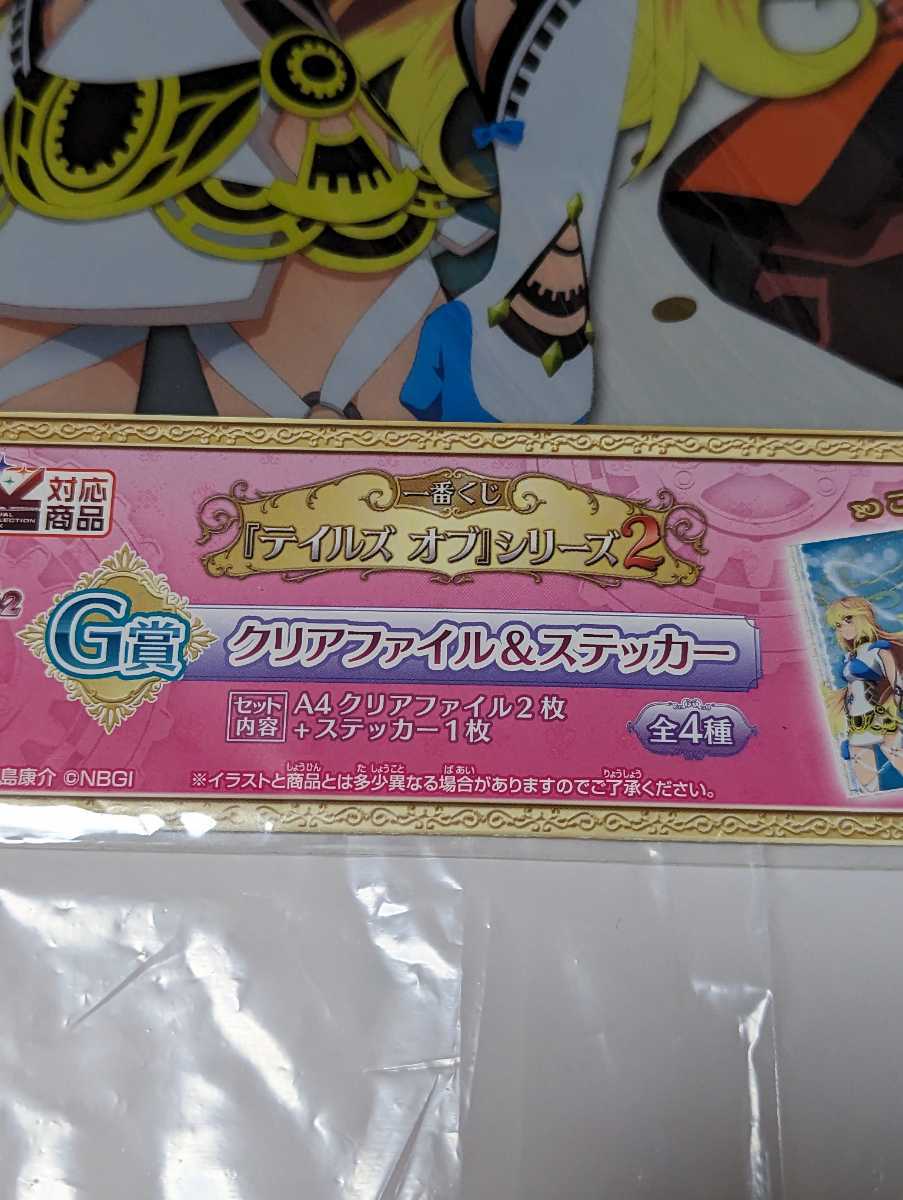 対応
商品
一番くじ
『テイルズ オブ』シリーズ2
G賞
クリアファイル&ステッカー
セット内容
A4クリアファイル2枚
+ステッカー1枚
全4種
島康介 ©NBGI
※イラストと商品とは多少異なる場合がありますのでご了承ください。